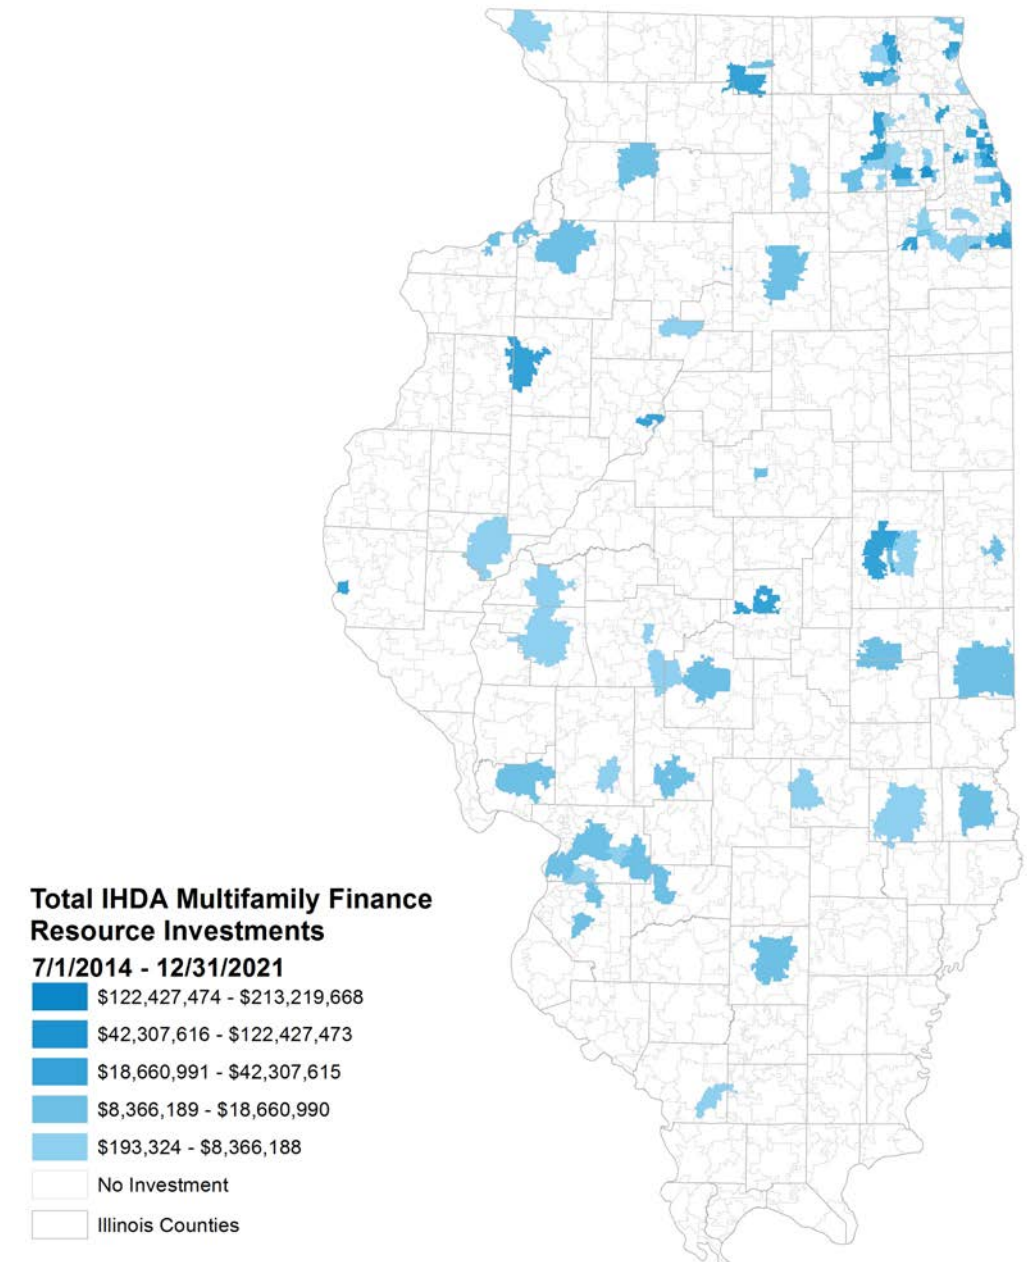 Total IHDA Multifamily Finance
Resource Investments
7/1/2014 - 12/31/2021
$122,427,474 - $213,219,668
$42,307,616 - $122,427,473
$18,660,991 - $42,307,615
$8,366,189 - $18,660,990
$193,324 - $8,366,188
No Investment
Illinois Counties